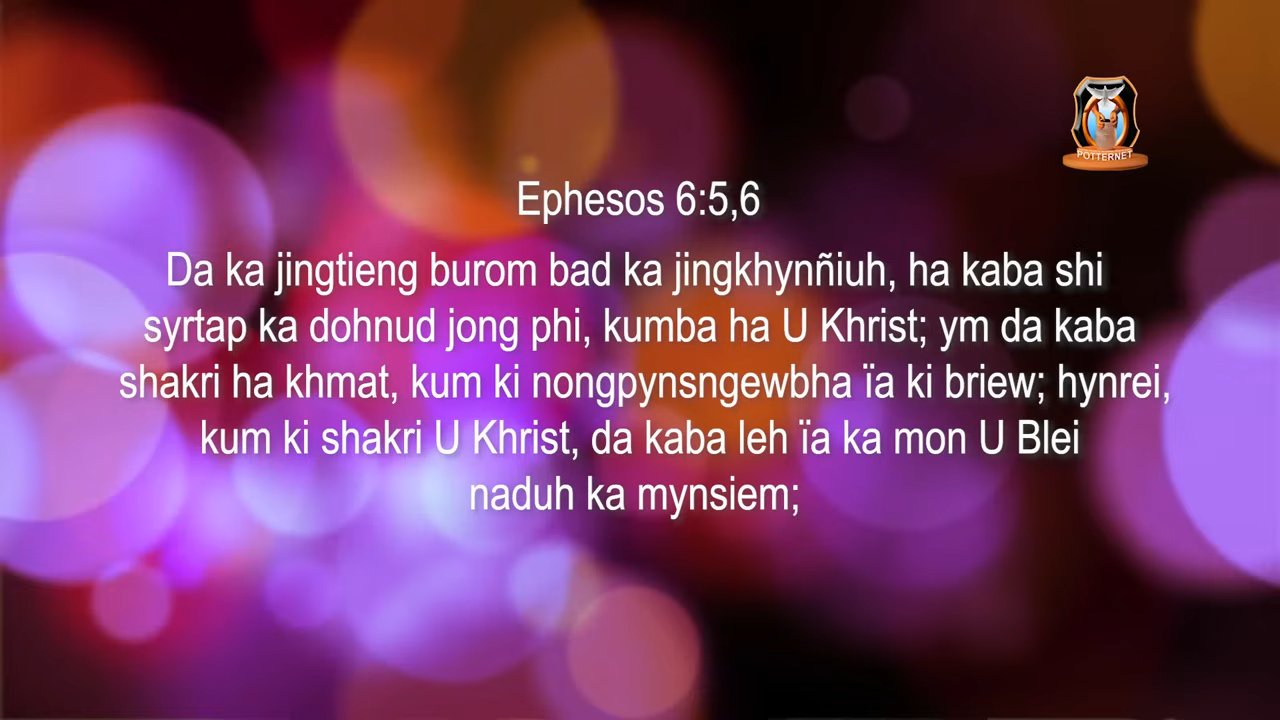 POTTERNET
Ephesos 6:5,6
Da ka jingtieng burom bad ka jingkhynñiuh, ha kaba shi
syrtap ka dohnud jong phi, kumba ha U Khrist; ym da kaba
shakri ha khmat, kum ki nongpynsngewbha ïa ki briew; hynrei,
kum ki shakri U Khrist, da kaba leh ïa ka mon U Blei
naduh ka mynsiem;